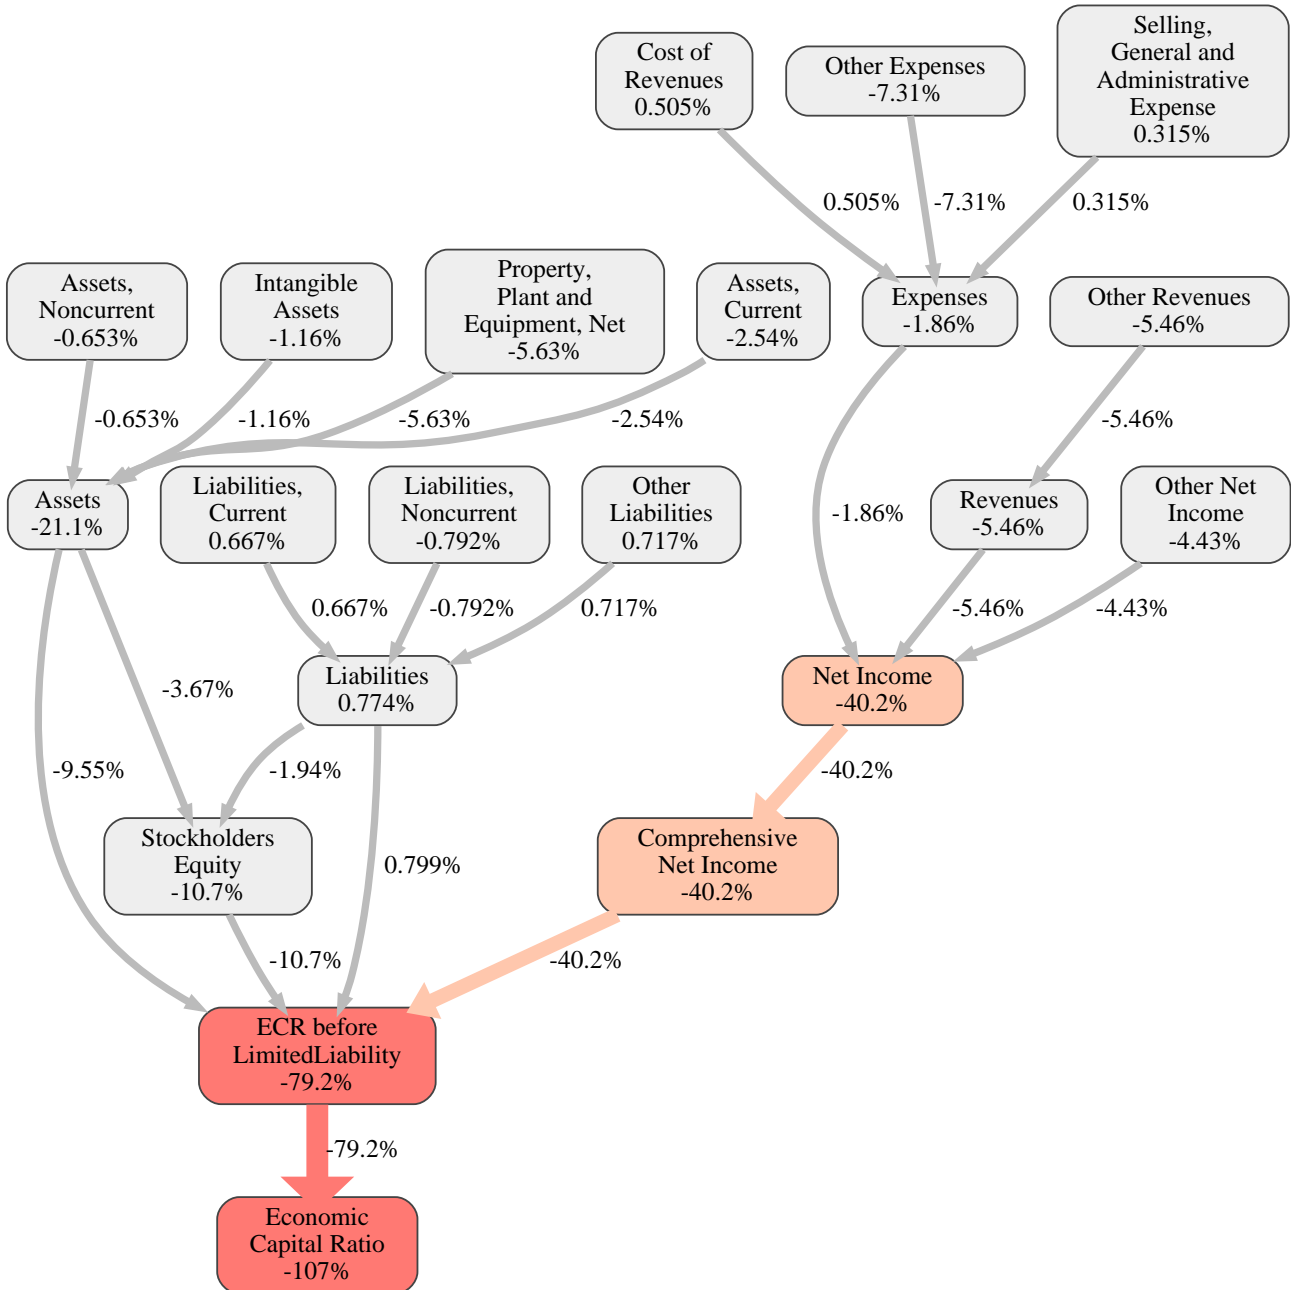 Cost of
Revenues
0.505%
Other Expenses
-7.31%
Selling,
General and
Administrative
Expense
0.315%
0.505%
-7.31%
0.315%
Assets,
Noncurrent
-0.653%
Intangible
Assets
-1.16%
Property,
Plant and
Equipment, Net
-5.63%
Assets,
Current
-2.54%
Expenses
-1.86%
Other Revenues
-5.46%
-0.653%
-1.16%
-5.63%
-2.54%
-5.46%
Assets
-21.1%
Liabilities,
Current
0.667%
Liabilities,
Noncurrent
-0.792%
Other
Liabilities
0.717%
-1.86%
Revenues
-5.46%
Other Net
Income
-4.43%
0.667%
-0.792%
0.717%
-5.46%
-4.43%
-3.67%
Liabilities
0.774%
Net Income
-40.2%
-9.55%
-1.94%
-40.2%
Stockholders
Equity
-10.7%
0.799%
Comprehensive
Net Income
-40.2%
-10.7%
-40.2%
ECR before
LimitedLiability
-79.2%
-79.2%
Economic
Capital Ratio
-107%